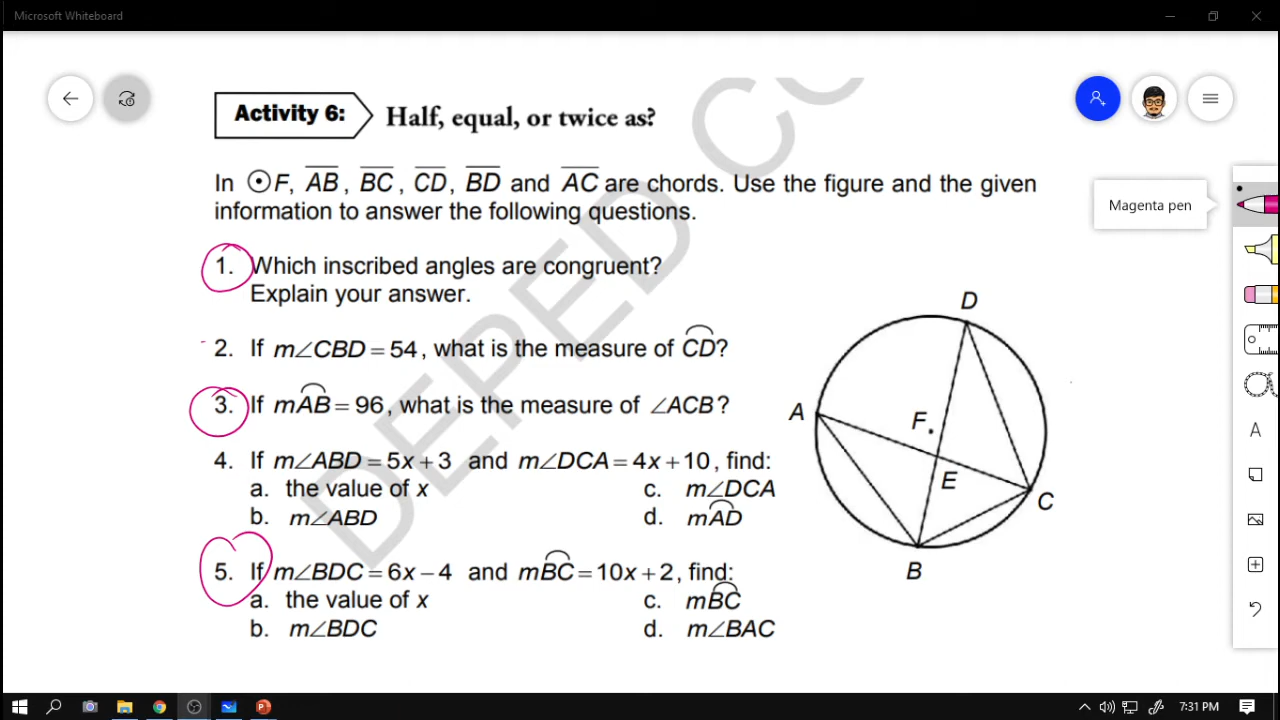 Microsoft Whiteboard
Activity 6: Half, equal, or twice as?
In ⊙F, AB, BC, CD, BD and AC are chords. Use the figure and the given
information to answer the following questions.
Magenta pen
1. Which inscribed angles are congruent?
Explain your answer.
2. If m∠CBD = 54, what is the measure of CD?
3. If mAB = 96, what is the measure of ∠ACB?
4. If m∠ABD = 5x + 3 and m∠DCA = 4x + 10, find:
a. the value of x c. m∠DCA
b. m∠ABD d. mAD
5. If m∠BDC = 6x − 4 and mBC = 10x + 2, find:
a. the value of x c. mBC
b. m∠BDC d. m∠BAC
D
A
F
E
C
B
A
DEPED CO
7:31 PM